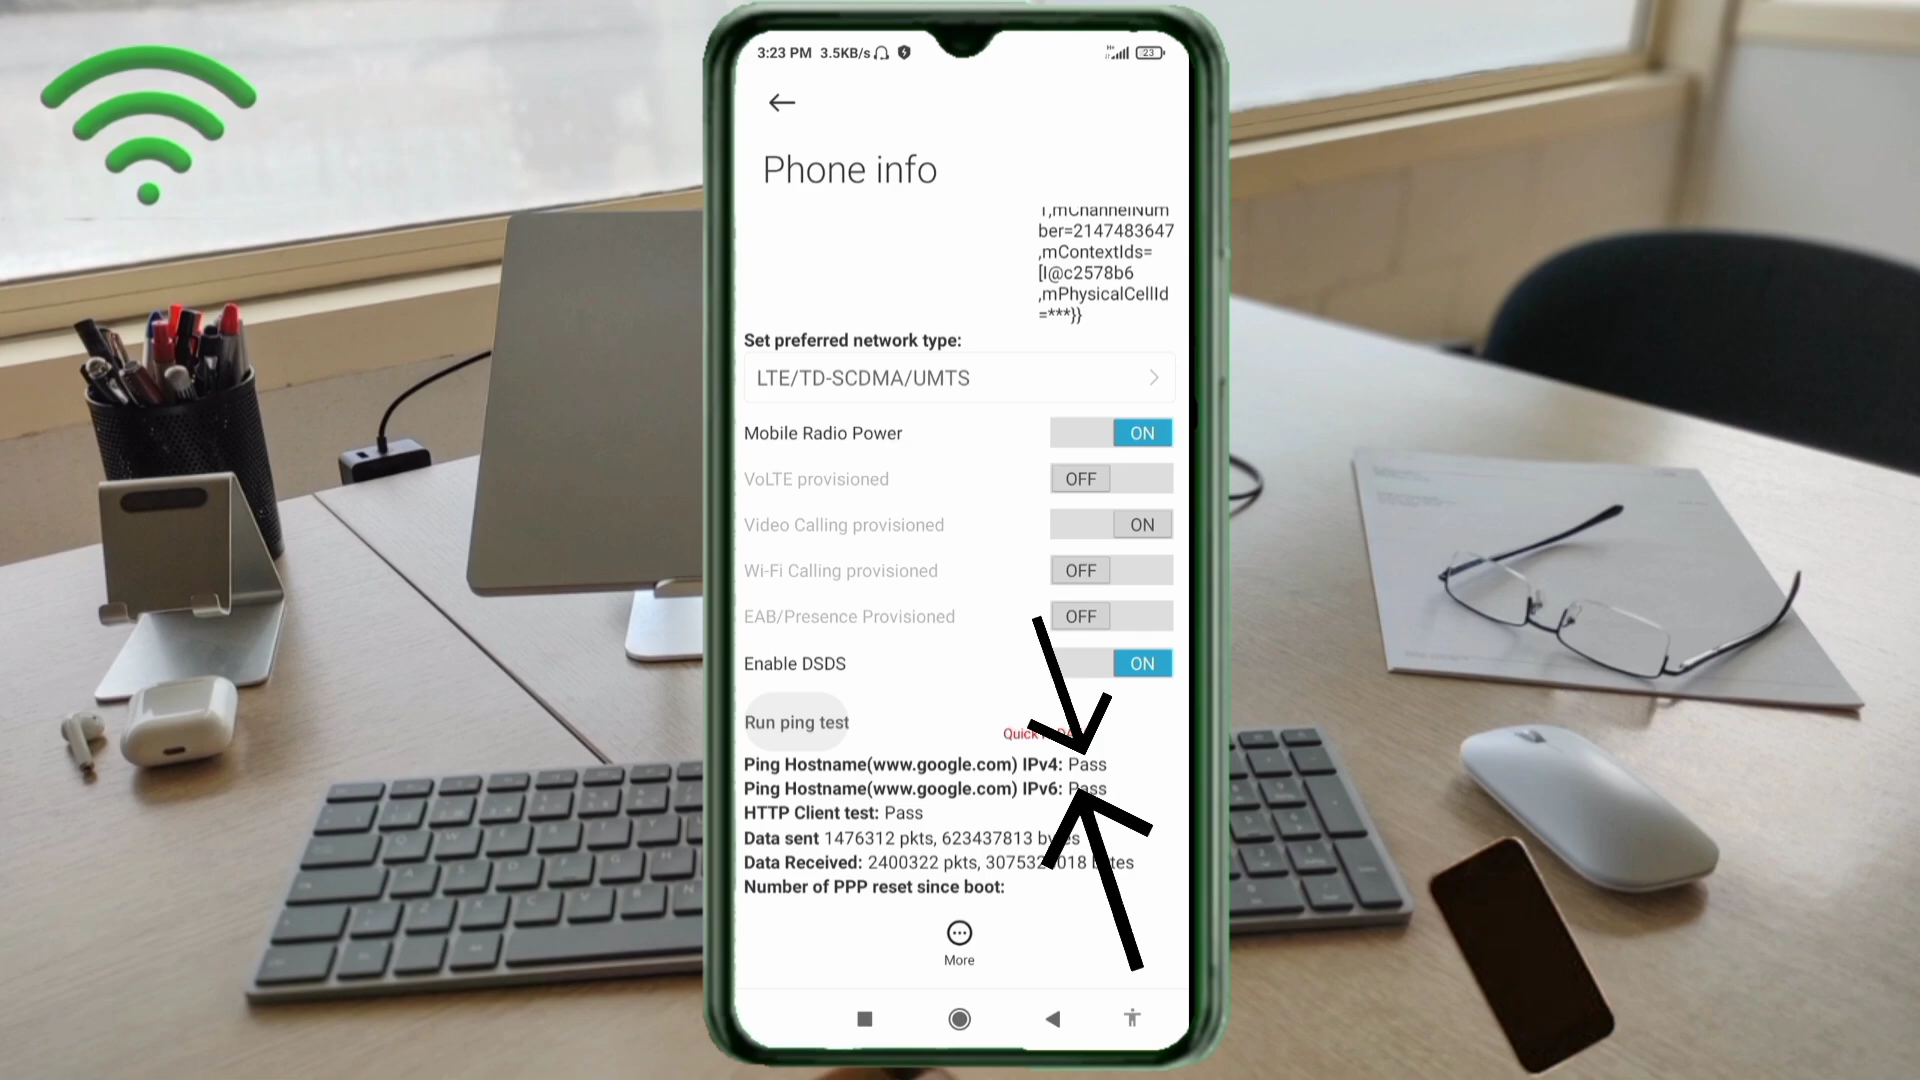 3:23 PM 3.5KB/s
H+
23
Phone info
1,mChannelNum
ber=2147483647
,mContextIds=
[I@c2578b6
,mPhysicalCellId
=***}}
Set preferred network type:
LTE/TD-SCDMA/UMTS
Mobile Radio Power ON
VoLTE provisioned OFF
Video Calling provisioned ON
Wi-Fi Calling provisioned OFF
EAB/Presence Provisioned OFF
Enable DSDS ON
Run ping test
Quick
Ping Hostname(www.google.com) IPv4: Pass
Ping Hostname(www.google.com) IPv6: Pass
HTTP Client test: Pass
Data sent 1476312 pkts, 623437813 bytes
Data Received: 2400322 pkts, bytes
Number of PPP reset since boot:
More